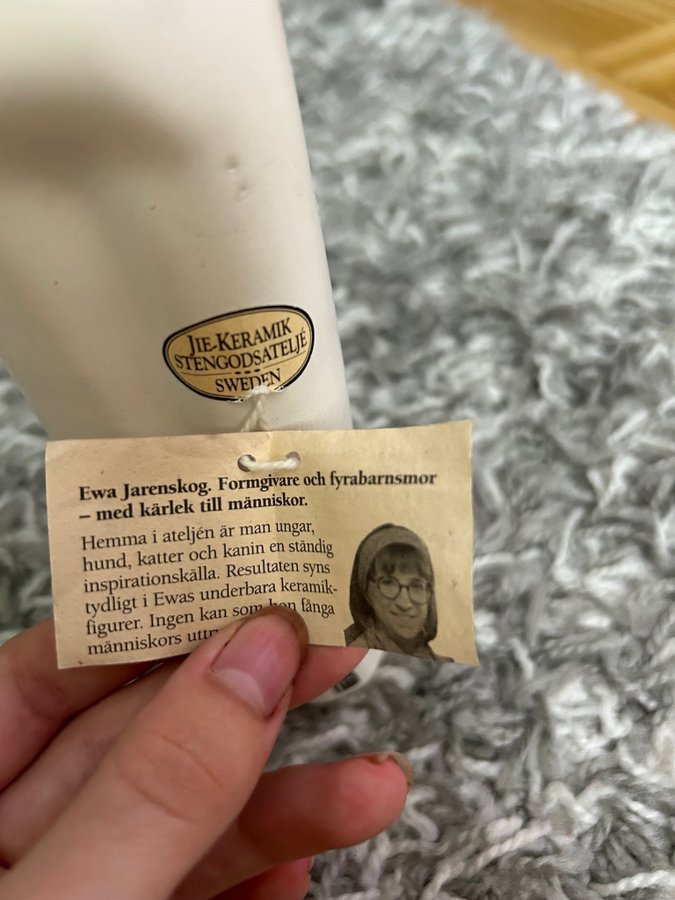 JIE-KERAMIK
STENGODSATELJÉ
SWEDEN
Ewa Jarenskog. Formgivare och fyrabarnsmor
– med kärlek till människor.
Hemma i ateljén är man ungar,
hund, katter och kanin en ständig
inspirationskälla. Resultaten syns
tydligt i Ewas underbara keramik-
figurer. Ingen kan som hon fånga
människors